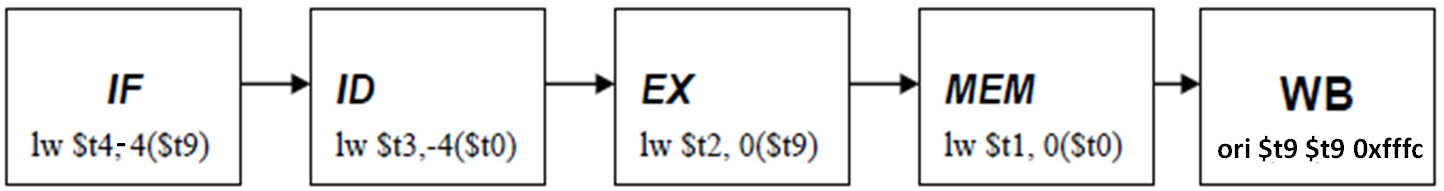 IF
lw $t4,-4($t9)
ID
lw $t3,-4($t0)
EX
lw $t2, 0($t9)
MEM
lw $t1, 0($t0)
WB
ori $t9 $t9 0xfffc